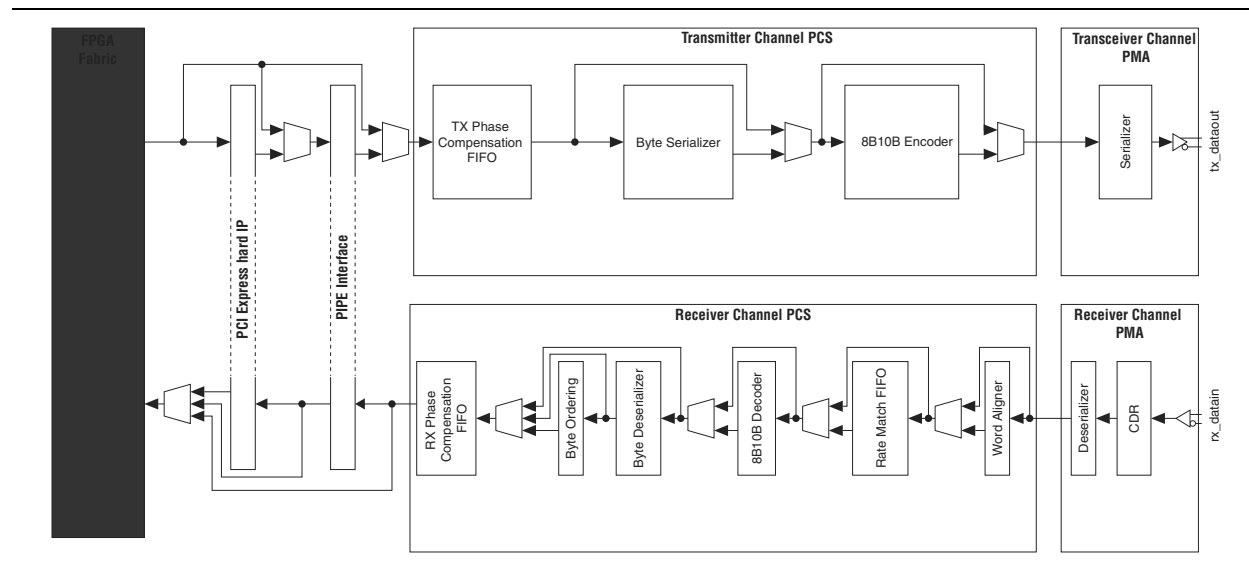 FPGA
Fabric
Transmitter Channel PCS
Transceiver Channel
PMA
TX Phase
Compensation
FIFO
Byte Serializer
8B10B Encoder
Serializer
tx_dataout
PCI Express hard IP
PIPE Interface
Receiver Channel PCS
Receiver Channel
PMA
RX Phase
Compensation
FIFO
Byte Ordering
Byte Deserializer
8B10B Decoder
Rate Match FIFO
Word Aligner
Deserializer
CDR
rx_datain